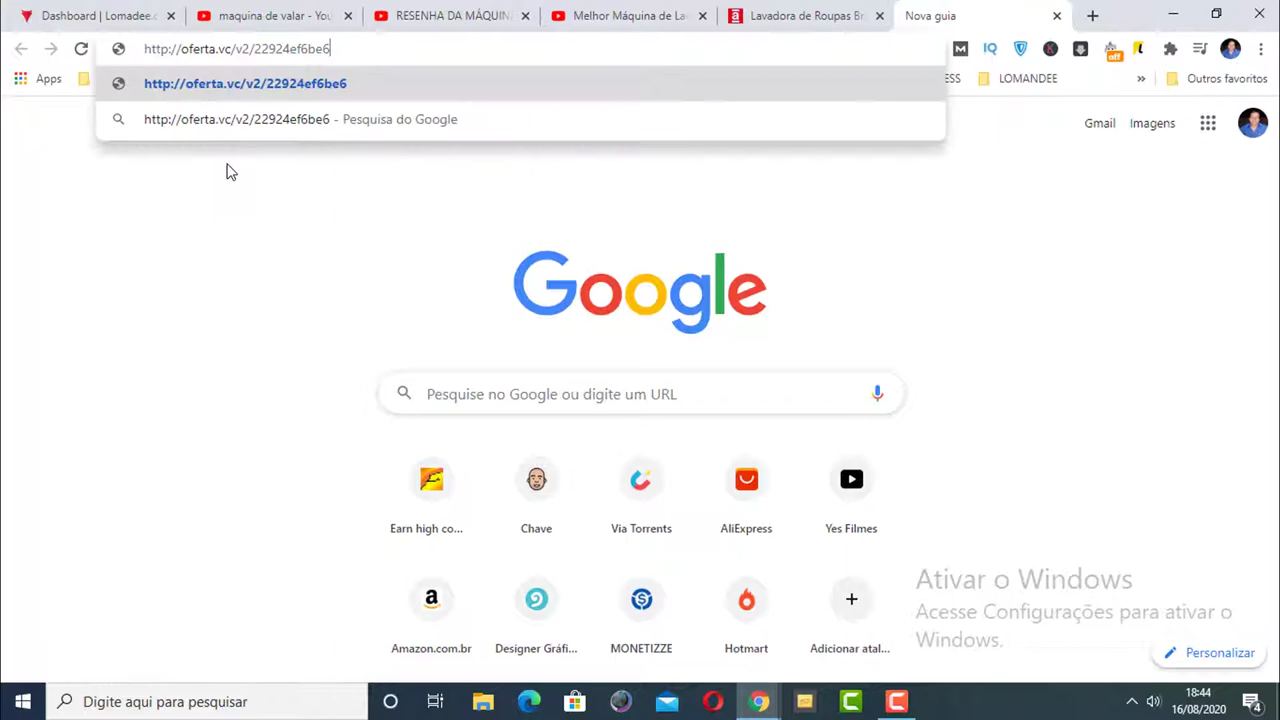 Dashboard | Lomadee.c
maquina de valar - You
RESENHA DA MÁQUINA
Melhor Máquina de La
Lavadora de Roupas Br
Nova guia
http://oferta.vc/v2/22924ef6be6
off
Apps
ESS
LOMANDEE
Outros favoritos
http://oferta.vc/v2/22924ef6be6
http://oferta.vc/v2/22924ef6be6 - Pesquisa do Google
Gmail
Imagens
Google
Pesquise no Google ou digite um URL
Earn high co...
Chave
Via Torrents
AliExpress
Yes Filmes
Amazon.com.br
Designer Gráfi...
MONETIZZE
Hotmart
Adicionar atal...
Ativar o Windows
Acesse Configurações para ativar o
Windows.
Personalizar
Digite aqui para pesquisar
18:44
16/08/2020
4